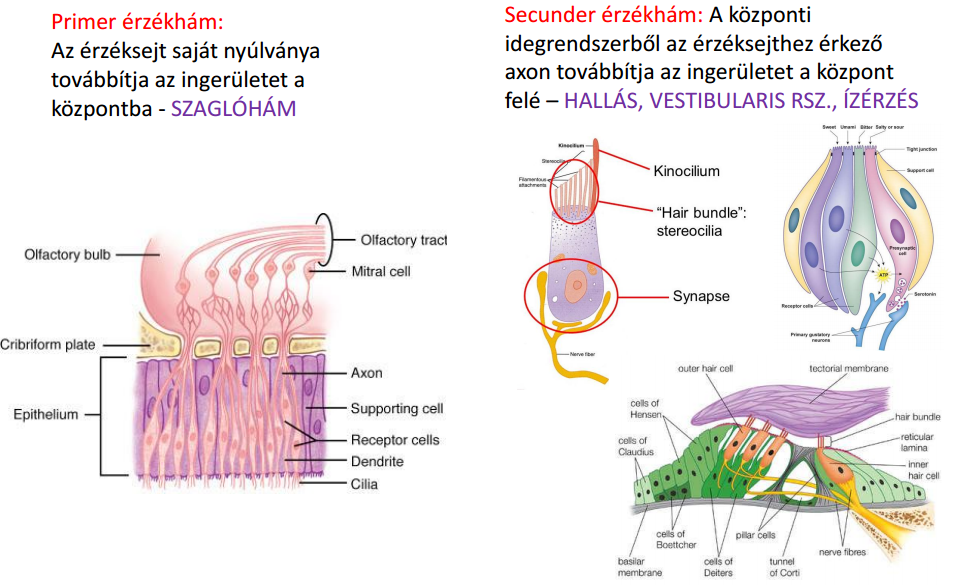 Primer érzékhám:
Az érzéksejt saját nyúlványa
továbbítja az ingerületet a
központba - SZAGLÓHÁM
Secunder érzékhám: A központi
idegrendszerből az érzéksejthez érkező
axon továbbítja az ingerületet a központ
felé – HALLÁS, VESTIBULARIS RSZ., ÍZÉRZÉS
Olfactory bulb
Olfactory tract
Mitral cell
Cribriform plate
Epithelium
Axon
Supporting cell
Receptor cells
Dendrite
Cilia
Kinocilium
Stereocilia
Filamentous
attachments
Kinocilium
“Hair bundle”:
stereocilia
Synapse
Nerve fiber
Sweet Umami Bitter Salty or sour
Tight junction
Support cell
Presynaptic
cell
ATP
Serotonin
Receptor cells
Primary gustatory
neurons
outer hair cell
tectorial membrane
cells of
Hensen
cells of
Claudius
hair bundle
reticular
lamina
inner
hair cell
cells of
Boettcher
pillar cells
nerve fibres
basilar
membrane
cells of
Deiters
tunnel
of Corti